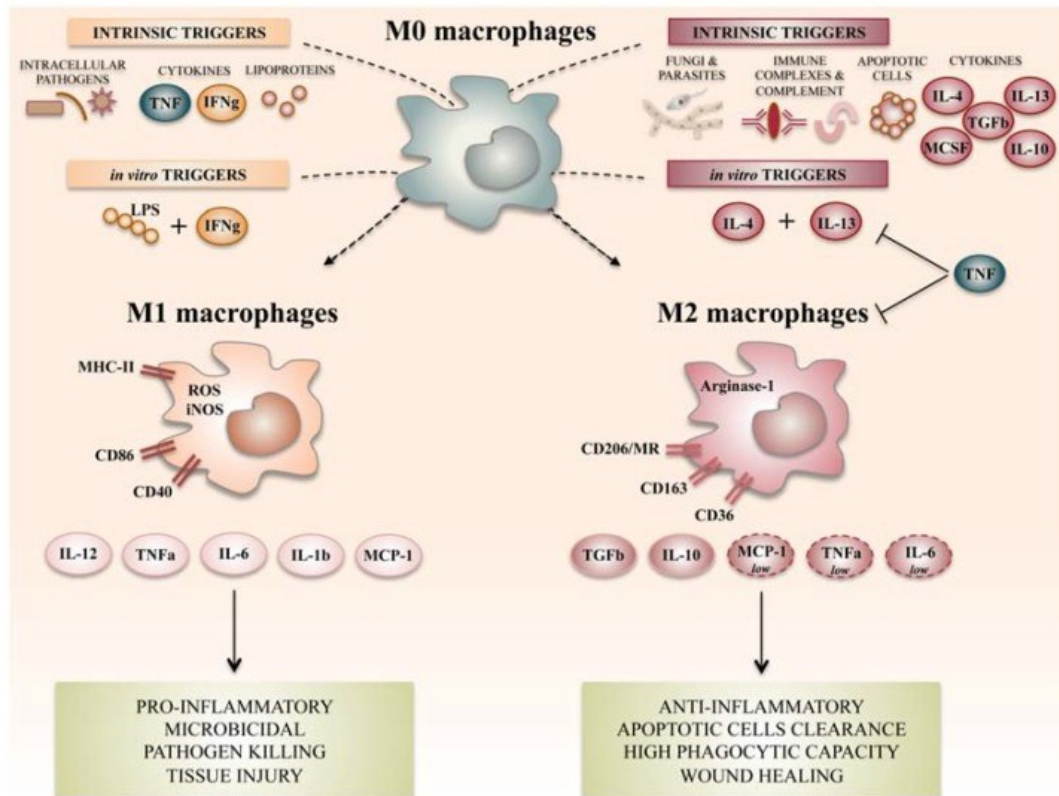 M0 macrophages
INTRINSIC TRIGGERS
INTRACELLULAR
PATHOGENS
CYTOKINES
LIPOPROTEINS
TNF
IFNg
in vitro TRIGGERS
LPS
+
IFNg
INTRINSIC TRIGGERS
FUNGI &
PARASITES
IMMUNE
COMPLEXES &
COMPLEMENT
APOPTOTIC
CELLS
CYTOKINES
IL-4
IL-13
TGFb
MCSF
IL-10
in vitro TRIGGERS
IL-4
+
IL-13
TNF
M1 macrophages
MHC-II
ROS
iNOS
CD86
CD40
IL-12
TNFa
IL-6
IL-1b
MCP-1
PRO-INFLAMMATORY
MICROBICIDAL
PATHOGEN KILLING
TISSUE INJURY
M2 macrophages
Arginase-1
CD206/MR
CD163
CD36
TGFb
IL-10
MCP-1
low
TNFa
low
IL-6
low
ANTI-INFLAMMATORY
APOPTOTIC CELLS CLEARANCE
HIGH PHAGOCYTIC CAPACITY
WOUND HEALING